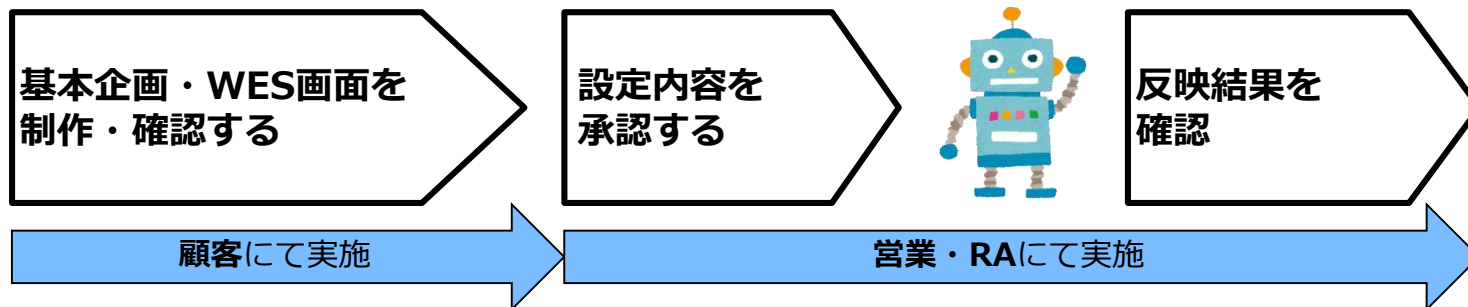 基本企画・WES画面を
制作・確認する
設定内容を
承認する
反映結果を
確認
顧客にて実施
営業・RAにて実施